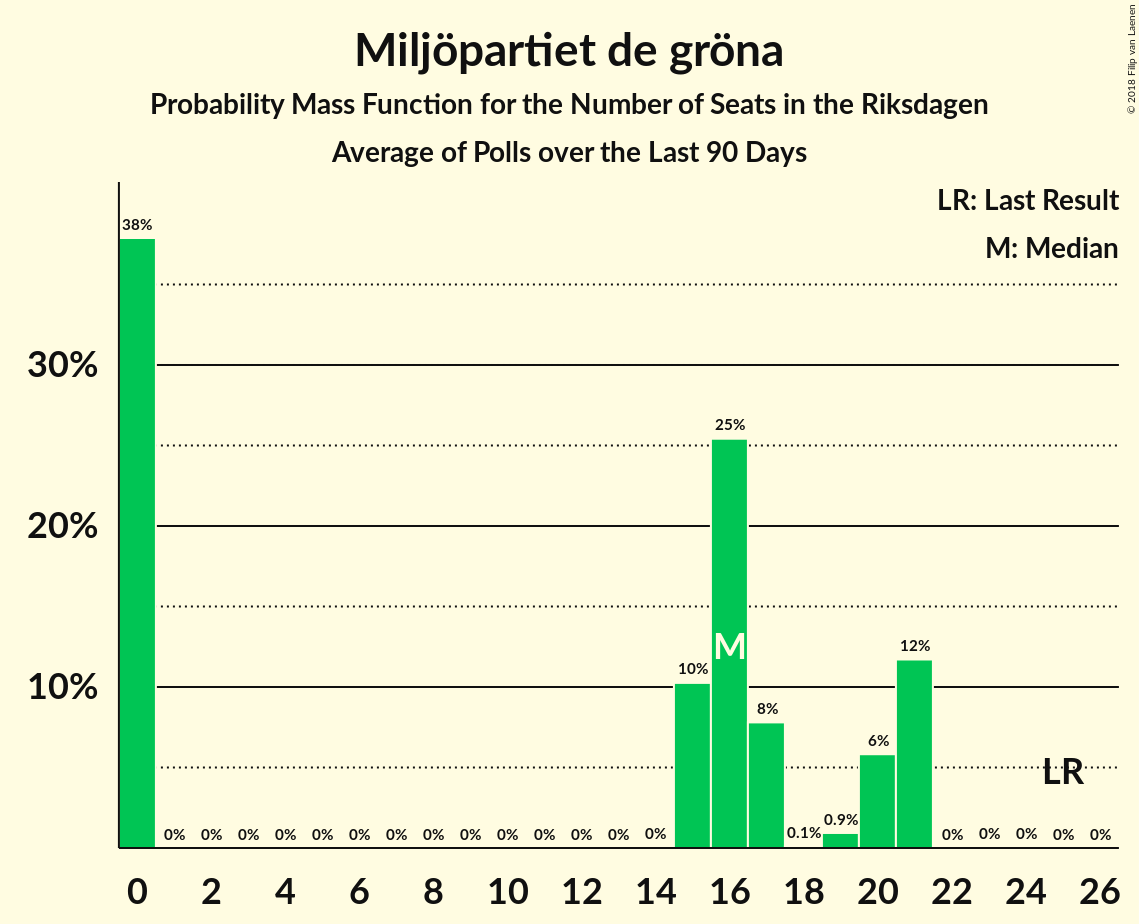 Miljöpartiet de gröna
Probability Mass Function for the Number of Seats in the Riksdagen
Average of Polls over the Last 90 Days
© 2018 Filip van Laenen
LR: Last Result
M: Median
38%
30%
25%
20%
M
12%
10%
10%
8%
6%
LR
0% 0% 0% 0% 0% 0% 0% 0% 0% 0% 0% 0% 0% 0% 0.1% 0.9% 0% 0% 0% 0% 0%
0 2 4 6 8 10 12 14 16 18 20 22 24 26